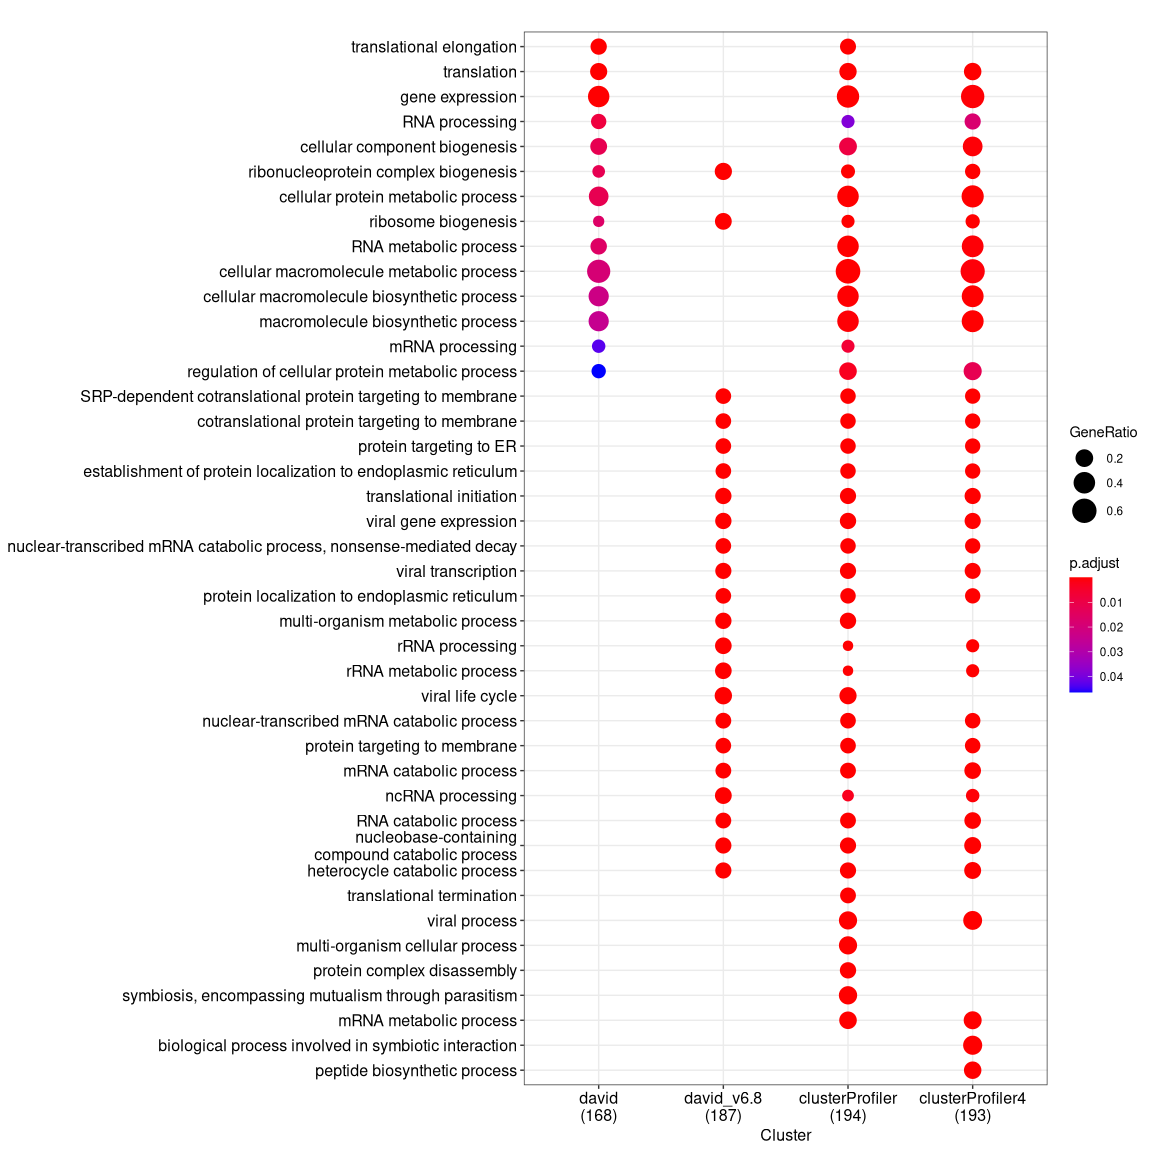 translational elongation
translation
gene expression
RNA processing
cellular component biogenesis
ribonucleoprotein complex biogenesis
cellular protein metabolic process
ribosome biogenesis
RNA metabolic process
cellular macromolecule metabolic process
cellular macromolecule biosynthetic process
macromolecule biosynthetic process
mRNA processing
regulation of cellular protein metabolic process
SRP-dependent cotranslational protein targeting to membrane
cotranslational protein targeting to membrane
protein targeting to ER
establishment of protein localization to endoplasmic reticulum
translational initiation
viral gene expression
nuclear-transcribed mRNA catabolic process, nonsense-mediated decay
viral transcription
protein localization to endoplasmic reticulum
multi-organism metabolic process
rRNA processing
rRNA metabolic process
viral life cycle
nuclear-transcribed mRNA catabolic process
protein targeting to membrane
mRNA catabolic process
ncRNA processing
RNA catabolic process
nucleobase-containing
compound catabolic process
heterocycle catabolic process
translational termination
viral process
multi-organism cellular process
protein complex disassembly
symbiosis, encompassing mutualism through parasitism
mRNA metabolic process
biological process involved in symbiotic interaction
peptide biosynthetic process
david
(168)
david_v6.8
(187)
clusterProfiler
(194)
clusterProfiler4
(193)
Cluster
GeneRatio
0.2
0.4
0.6
p.adjust
0.01
0.02
0.03
0.04